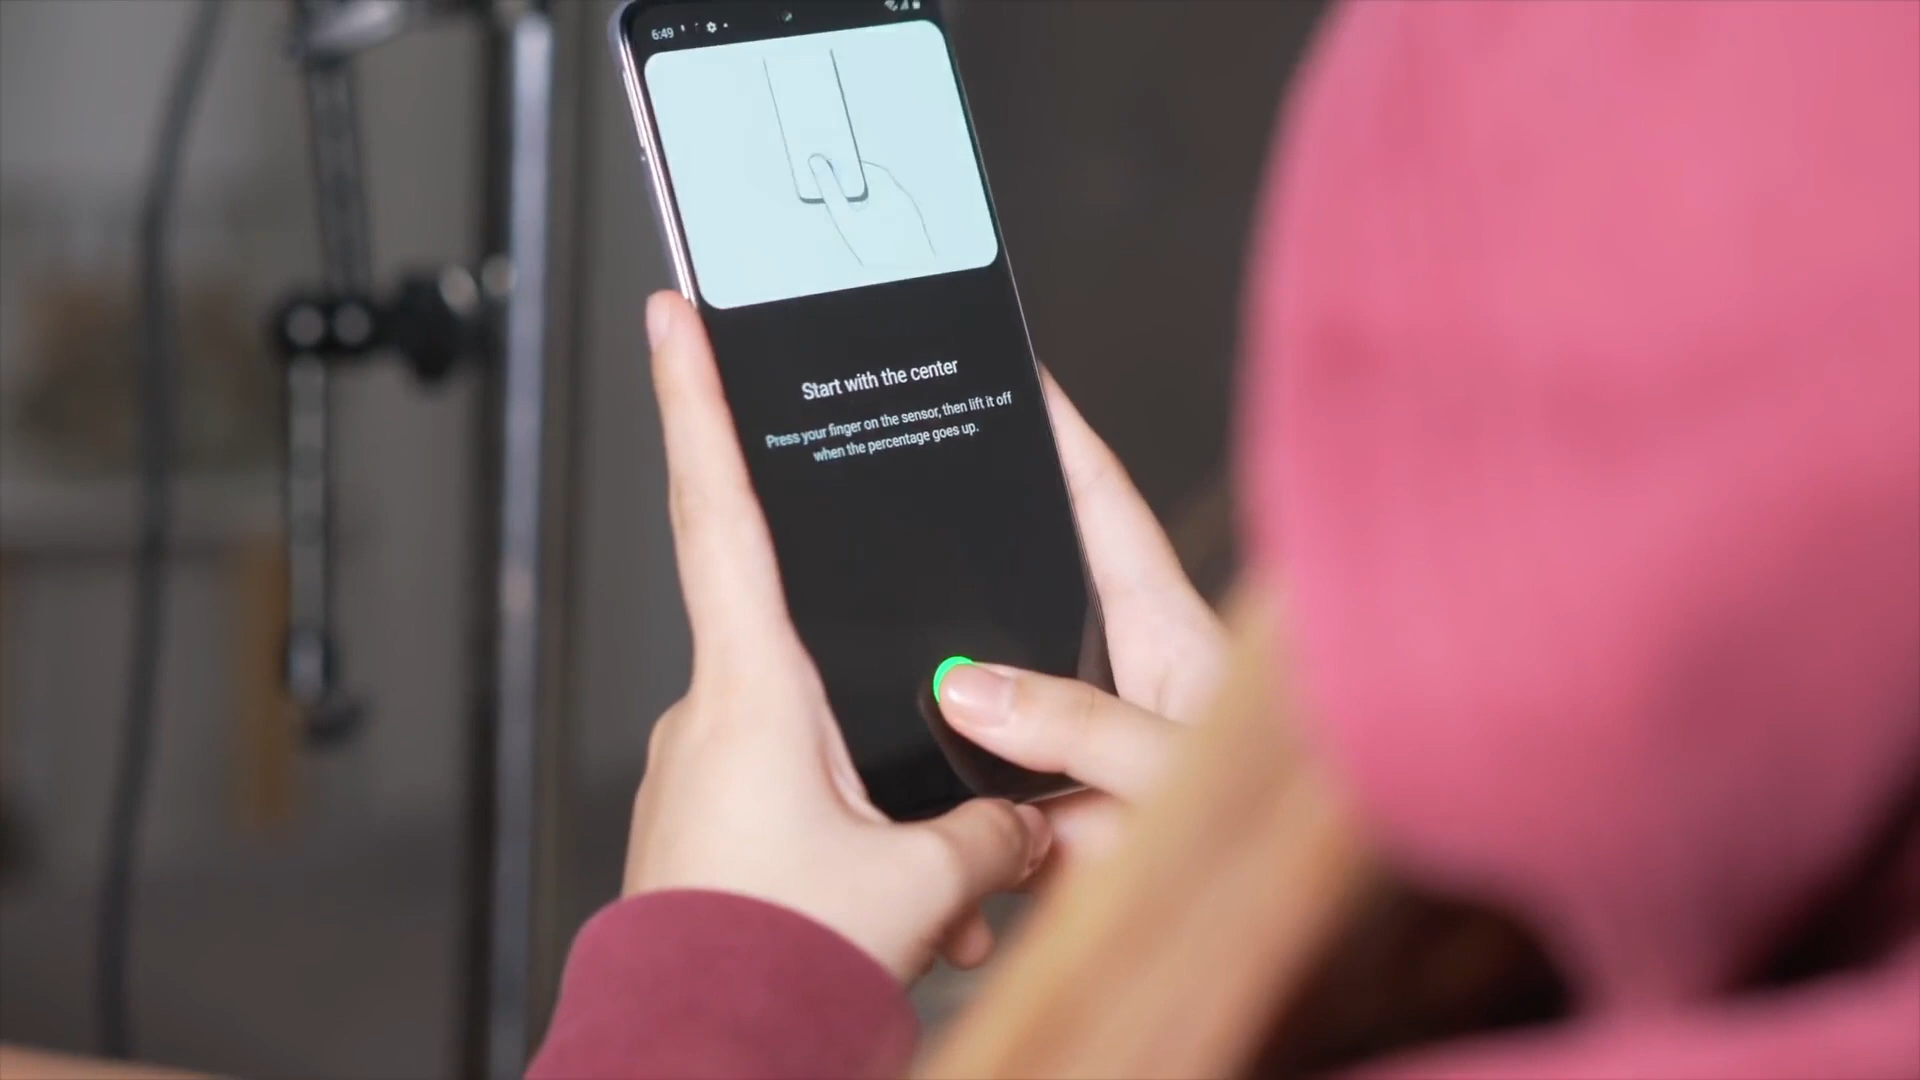 6:49
Start with the center
Press your finger on the sensor, then lift it off
when the percentage goes up.